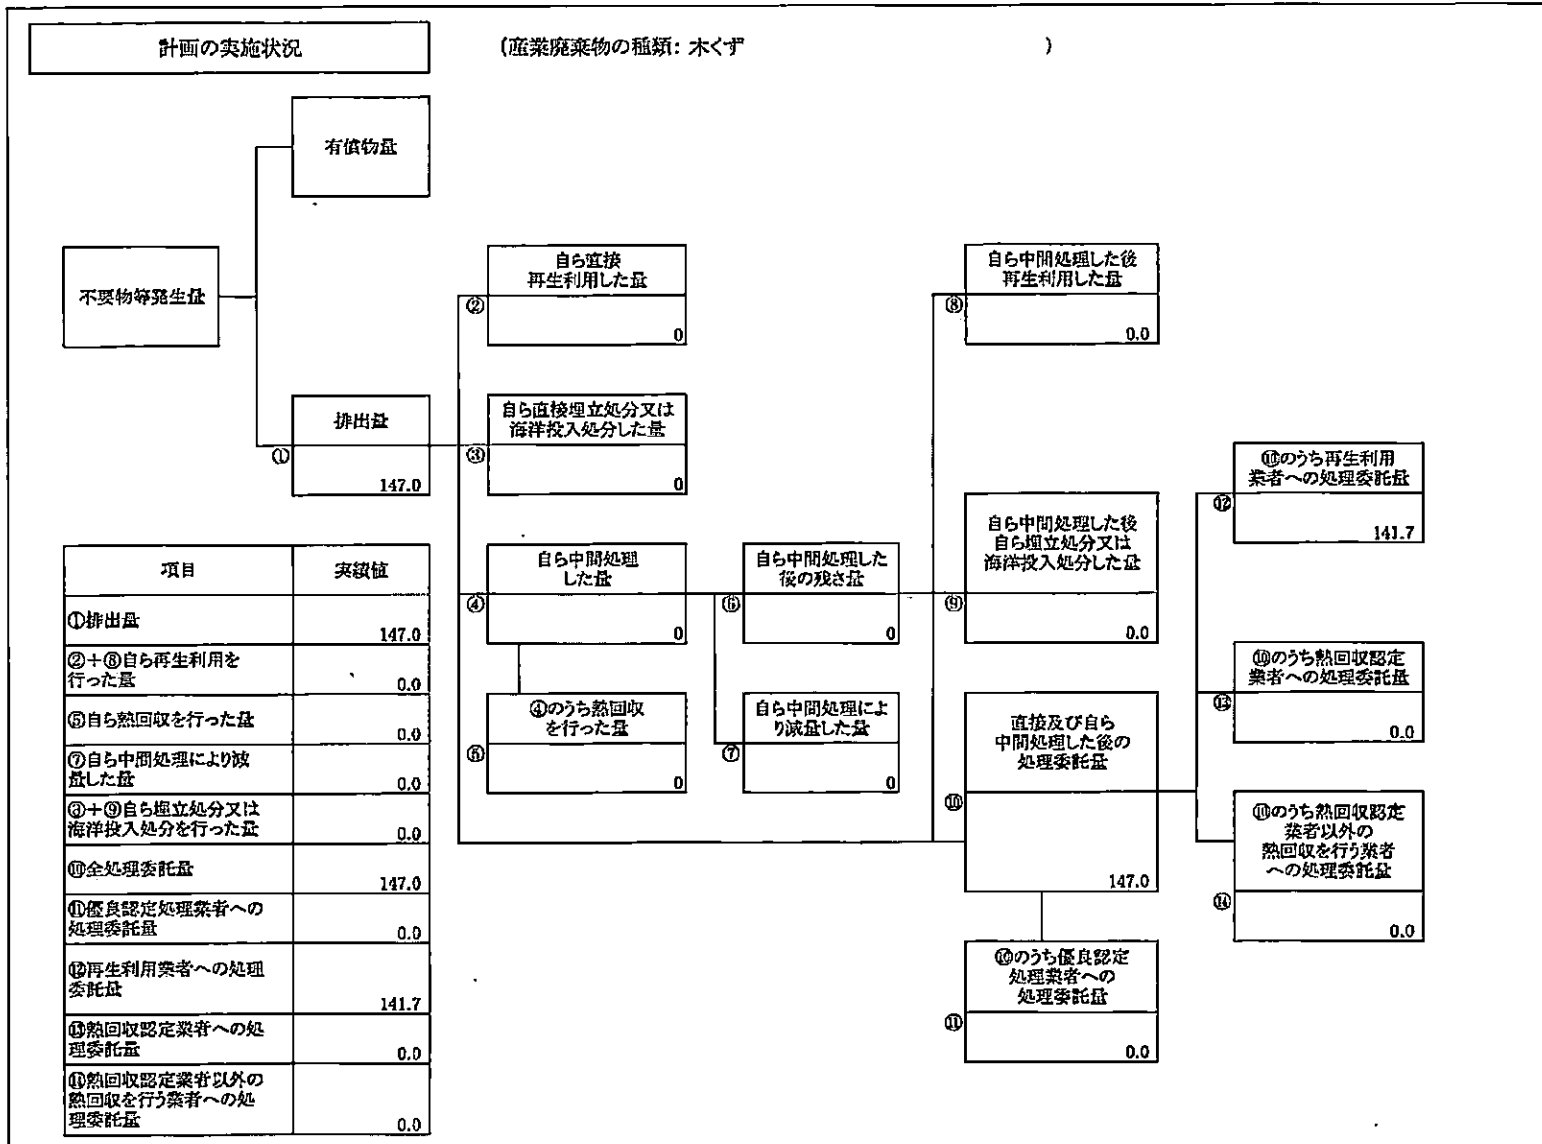 計画の実施状況
(産業廃棄物の種類: 木くず )
有償物量
不要物等発生量
排出量
①
147.0
自ら直接
再生利用した量
②
0
自ら直接埋立処分又は
海洋投入処分した量
③
0
自ら中間処理
した量
④
0
④のうち熱回収
を行った量
⑤
0
自ら中間処理した
後の残さ量
⑥
0
自ら中間処理によ
り減量した量
⑦
0
自ら中間処理した後
再生利用した量
⑧
0.0
自ら中間処理した後
自ら埋立処分又は
海洋投入処分した量
⑨
0.0
直接及び自ら
中間処理した後の
処理委託量
⑩
147.0
⑩のうち優良認定
処理業者への
処理委託量
⑪
0.0
⑩のうち再生利用
業者への処理委託量
⑫
141.7
⑩のうち熱回収認定
業者への処理委託量
⑬
0.0
⑩のうち熱回収認定
業者以外の
熱回収を行う業者
への処理委託量
⑭
0.0
項目 実績値
①排出量
147.0
②+⑧自ら再生利用を
行った量
0.0
⑤自ら熱回収を行った量
0.0
⑦自ら中間処理により減
量した量
0.0
③+⑨自ら埋立処分又は
海洋投入処分を行った量
0.0
⑩全処理委託量
147.0
⑪優良認定処理業者への
処理委託量
0.0
⑫再生利用業者への処理
委託量
141.7
⑬熱回収認定業者への処
理委託量
0.0
⑭熱回収認定業者以外の
熱回収を行う業者への処
理委託量
0.0